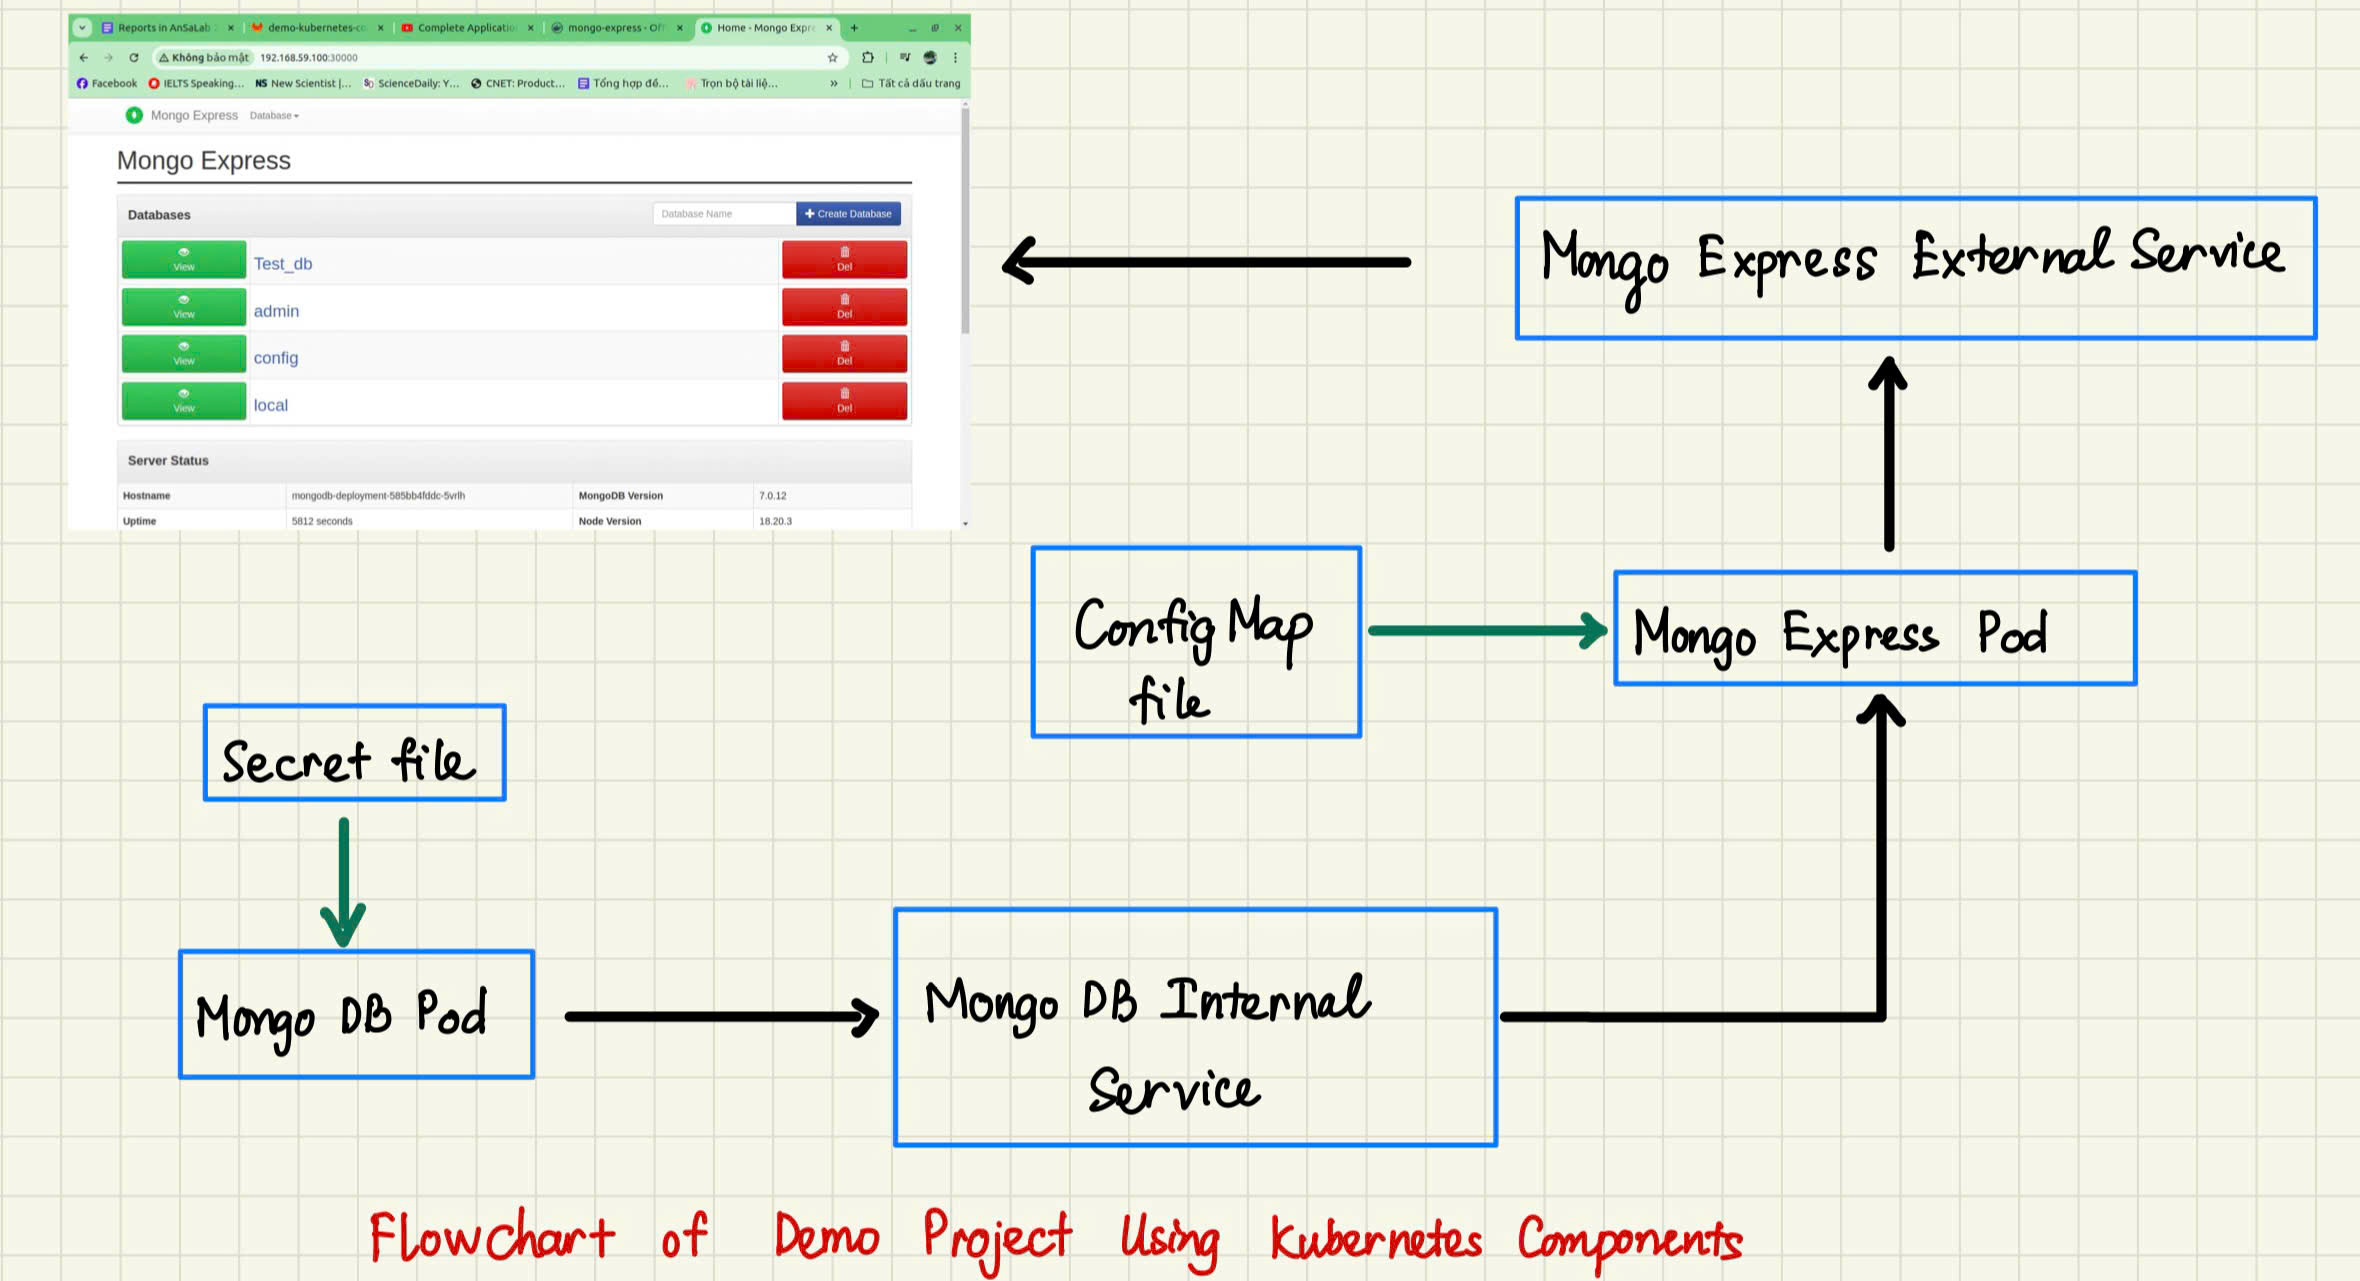 Reports in AnSaLab
demo-kubernetes-co
Complete Applicatio
mongo-express - Of
Home - Mongo Expre
Không bảo mật 192.168.59.100:30000
Facebook
IELTS Speaking...
NS New Scientist |...
ScienceDaily: Y...
CNET: Product...
Tổng hợp đề...
Trọn bộ tài liệ...
»
Tất cả dấu trang
Mongo Express Database
Mongo Express
Databases
Database Name
Create Database
View Test_db Del
View admin Del
View config Del
View local Del
Server Status
Hostname mongodb-deployment-585bb4fddc-5vrlh MongoDB Version 7.0.12
Uptime 5812 seconds Node Version 18.20.3
Mongo Express External Service
Config Map
file
Mongo Express Pod
Secret file
Mongo DB Pod
Mongo DB Internal
Service
Flowchart of Demo Project Using Kubernetes Components